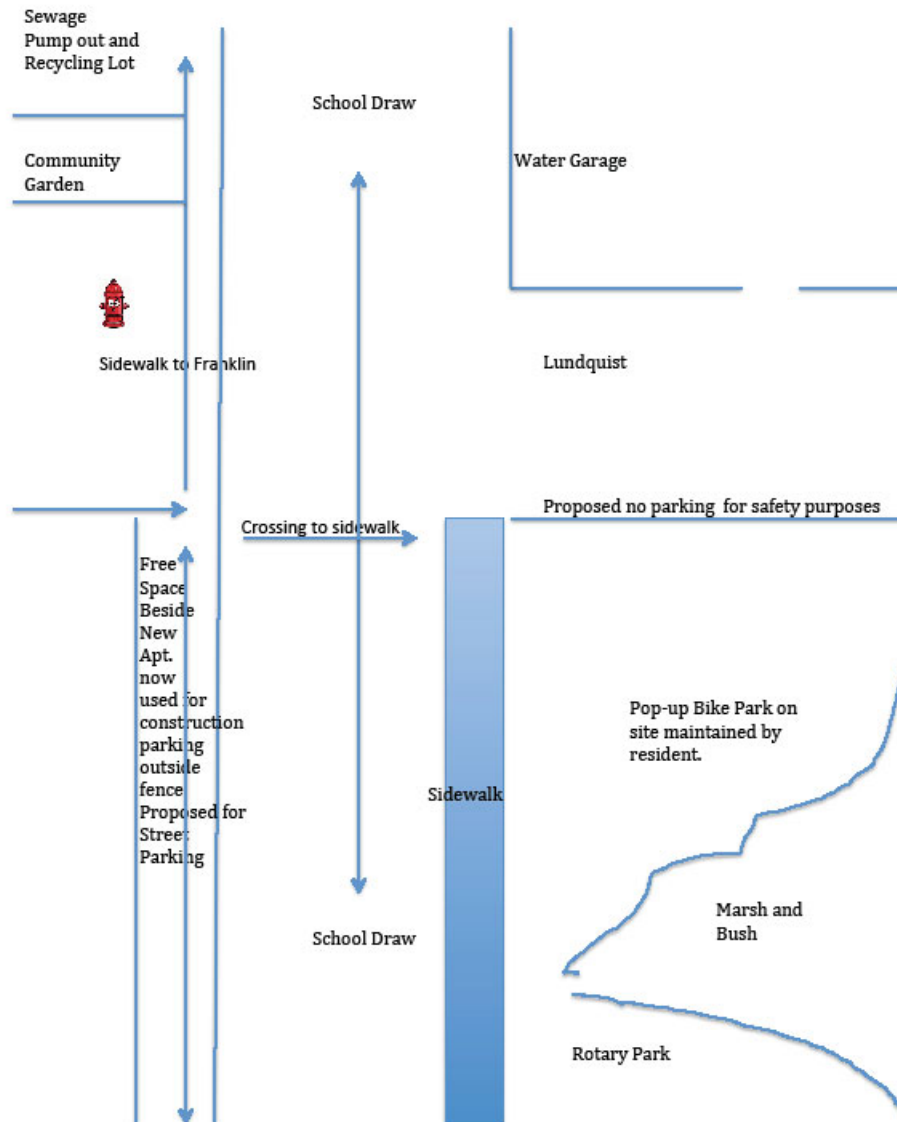 Sewage
Pump out and
Recycling Lot
School Draw
Community
Garden
Water Garage
Sidewalk to Franklin
Lundquist
Proposed no parking for safety purposes
Crossing to sidewalk
Free
Space
Beside
New
Apt.
now
used for
construction
parking
outside
fence
Proposed for
Street
Parking
Pop-up Bike Park on
site maintained by
resident.
Sidewalk
Marsh and
Bush
School Draw
Rotary Park